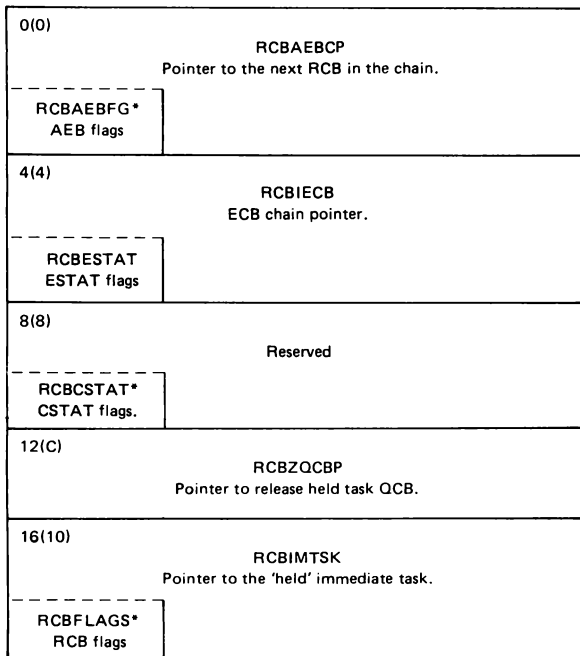 0(0)
RCBAEBCP
Pointer to the next RCB in the chain.
RCBAEBFG*
AEB flags
4(4)
RCBIECB
ECB chain pointer.
RCBESTAT
ESTAT flags
8(8)
Reserved
RCBCSTAT*
CSTAT flags.
12(C)
RCBZQCBP
Pointer to release held task QCB.
16(10)
RCBIMTSK
Pointer to the 'held' immediate task.
RCBFLAGS*
RCB flags